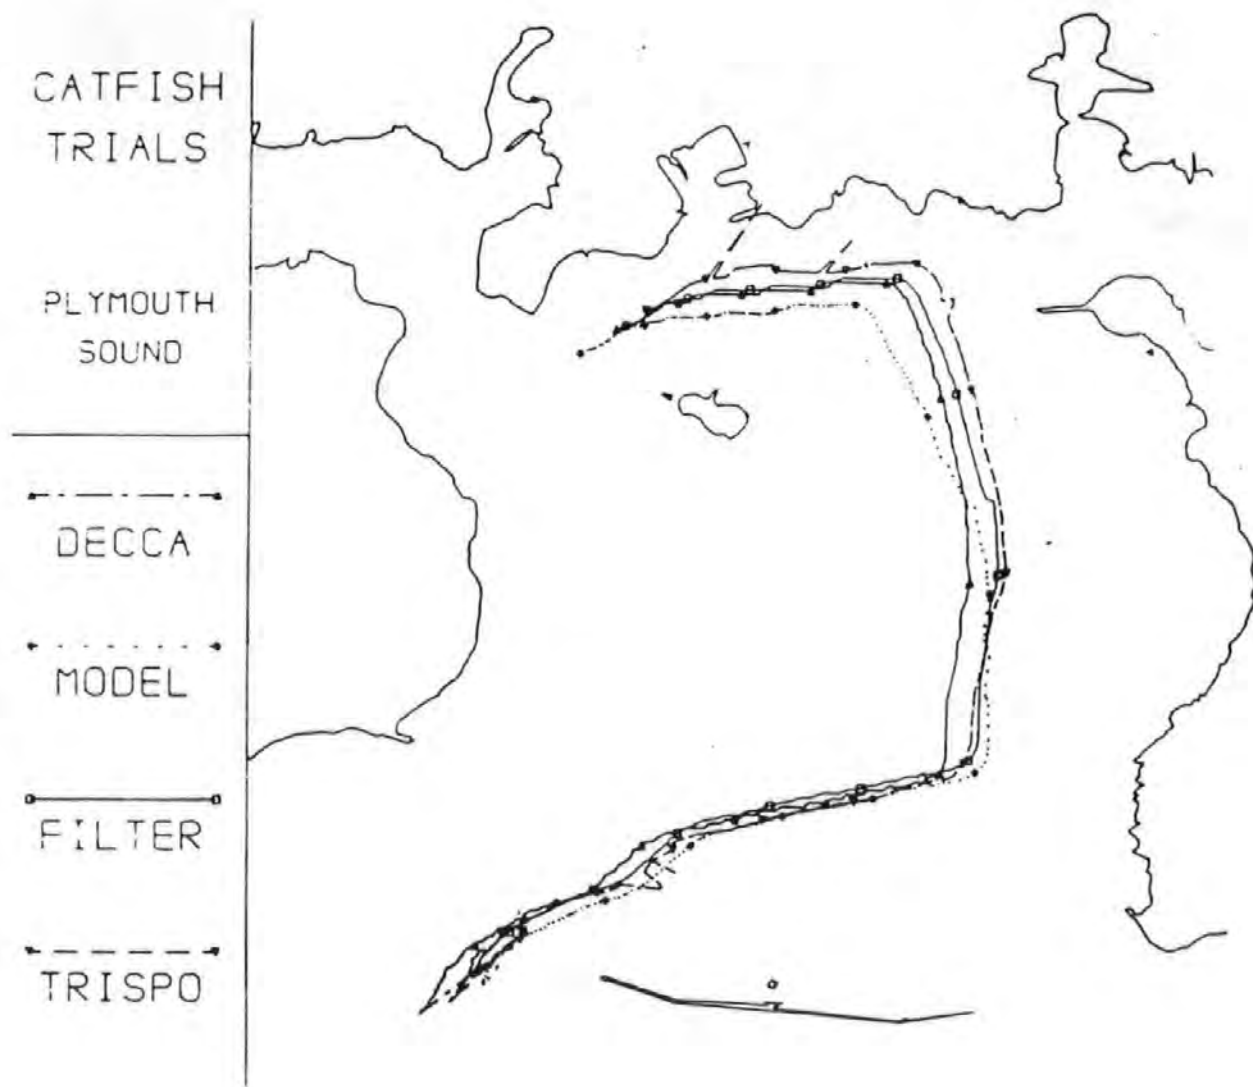 CATFISH
TRIALS
PLYMOUTH
SOUND
DECCA
MODEL
FILTER
TRISPO